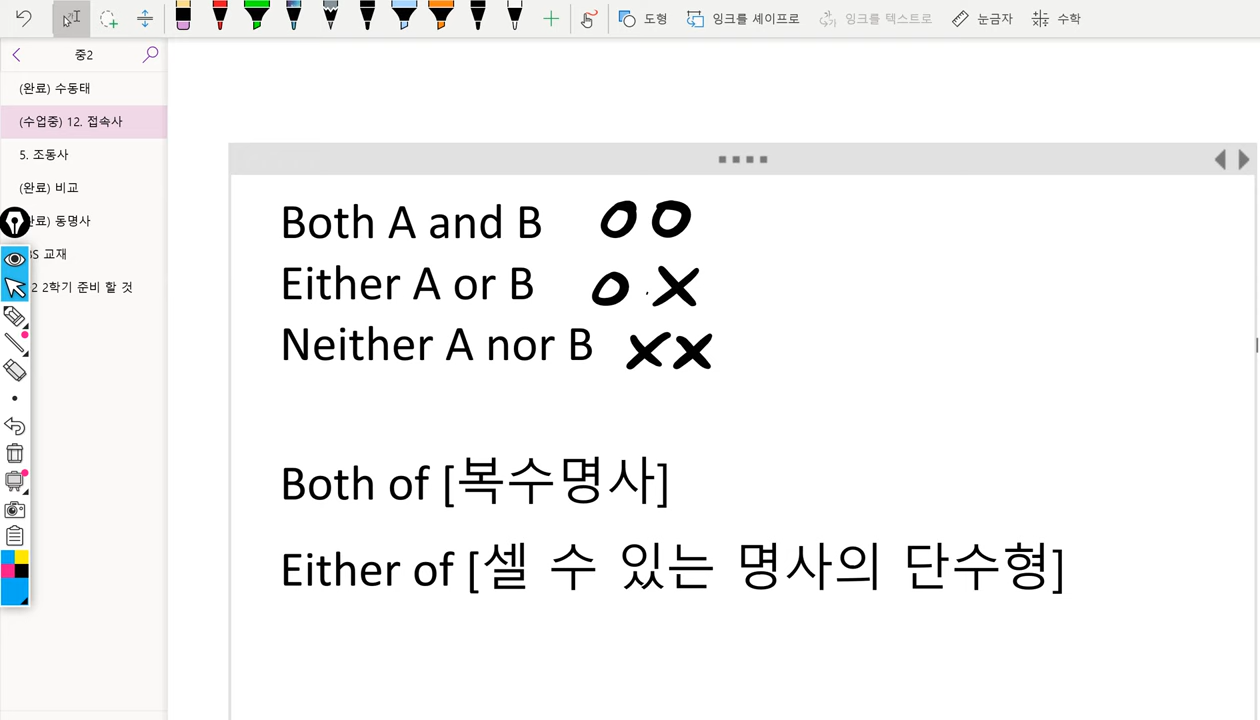 도형
잉크를 셰이프로
잉크를 텍스트로
눈금자
수학
중2
(완료) 수동태
(수업중) 12. 접속사
5. 조동사
(완료) 비교
료) 동명사
S 교재
2 2학기 준비 할 것
Both A and B O O
Either A or B O X
Neither A nor B X X
Both of [복수명사]
Either of [셀 수 있는 명사의 단수형]